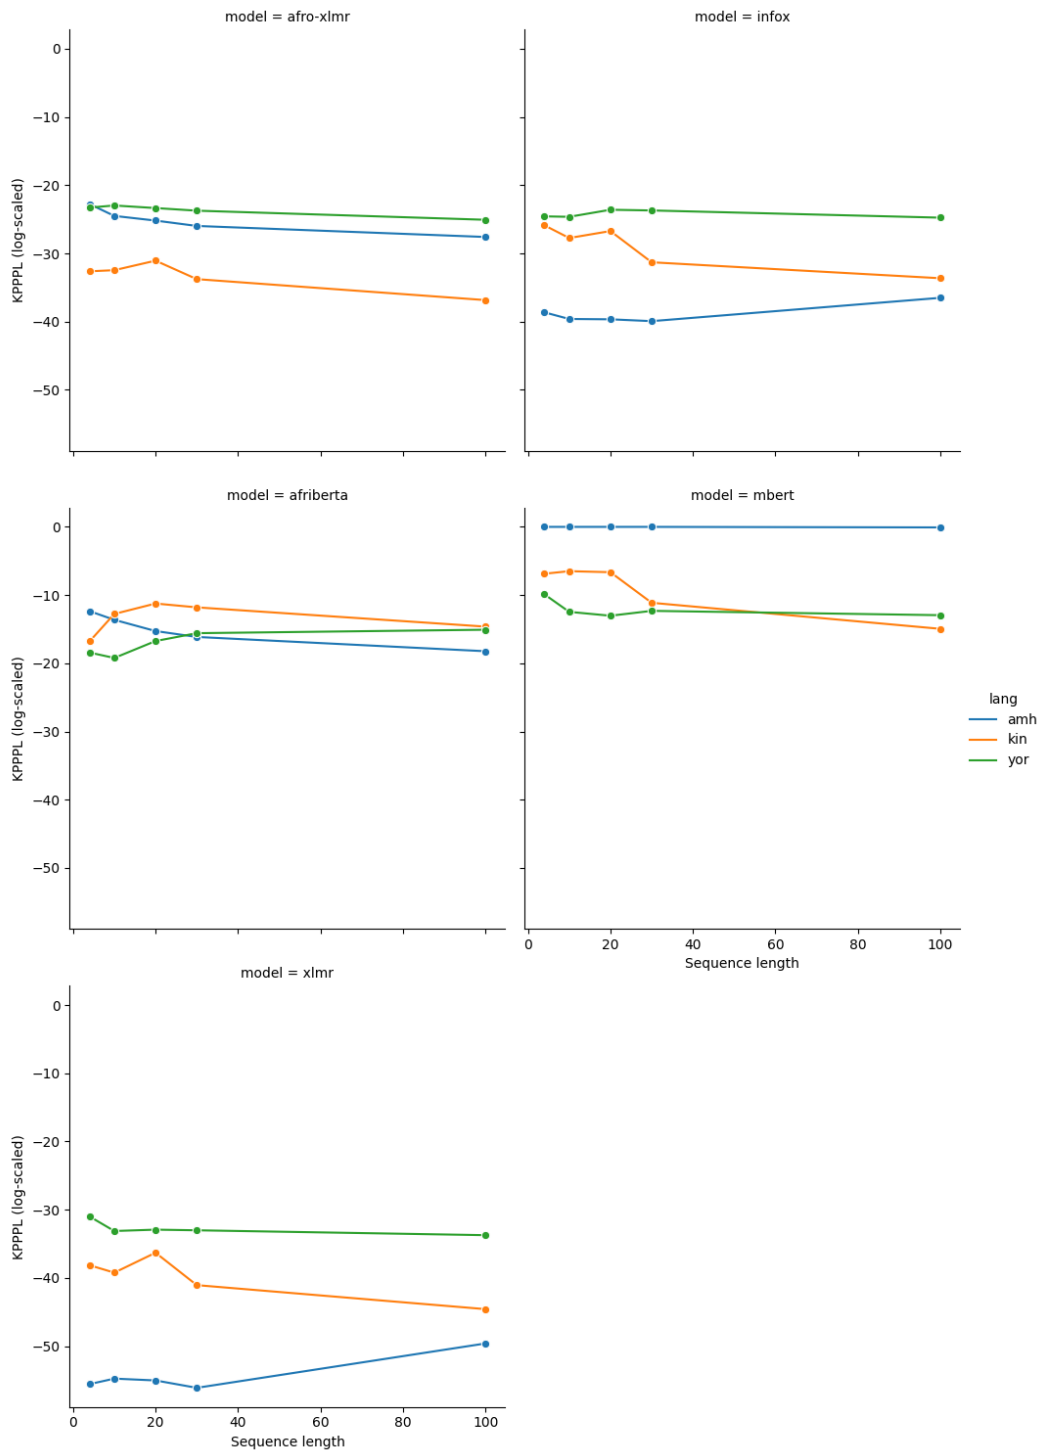 model = afro-xlmr
model = infox
0
−10
−20
−30
−40
−50
KPPPL (log-scaled)
model = afriberta
model = mbert
0
−10
−20
−30
−40
−50
KPPPL (log-scaled)
0 20 40 60 80 100
Sequence length
lang
amh
kin
yor
model = xlmr
0
−10
−20
−30
−40
−50
KPPPL (log-scaled)
0 20 40 60 80 100
Sequence length